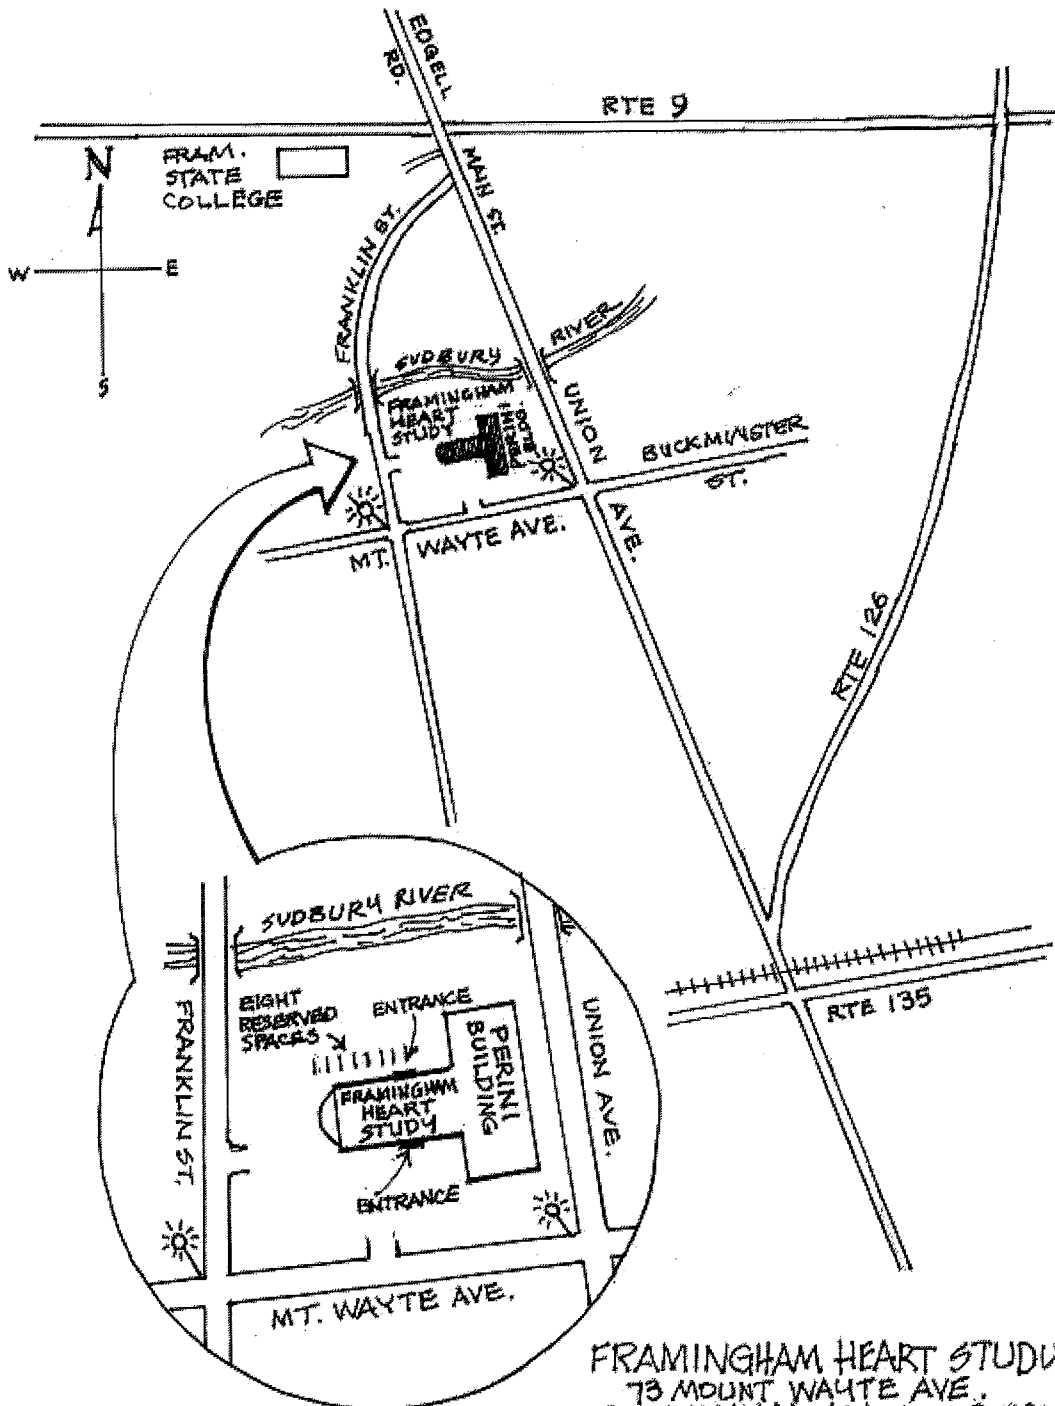 EDGELL
RD.
RTE 9
N
FRAM.
STATE
COLLEGE
MAIN ST.
W
E
S
FRANKLIN ST.
SUDBURY
RIVER
FRAMINGHAM
HEART
STUDY
PERINI
BLDG
UNION
AVE.
BUCKMINSTER
ST.
MT. WAYTE AVE.
RTE 126
RTE 135
SUDBURY RIVER
EIGHT
RESERVED
SPACES
ENTRANCE
FRANKLIN ST.
PERINI
BUILDING
UNION AVE.
FRAMINGHAM
HEART
STUDY
ENTRANCE
MT. WAYTE AVE.
FRAMINGHAM HEART STUDY
73 MOUNT WAYTE AVE.